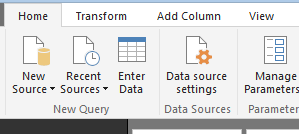 Home Transform Add Column View
New Source Recent Sources Enter Data Data source settings Manage Parameters
New Query Data Sources Parameter